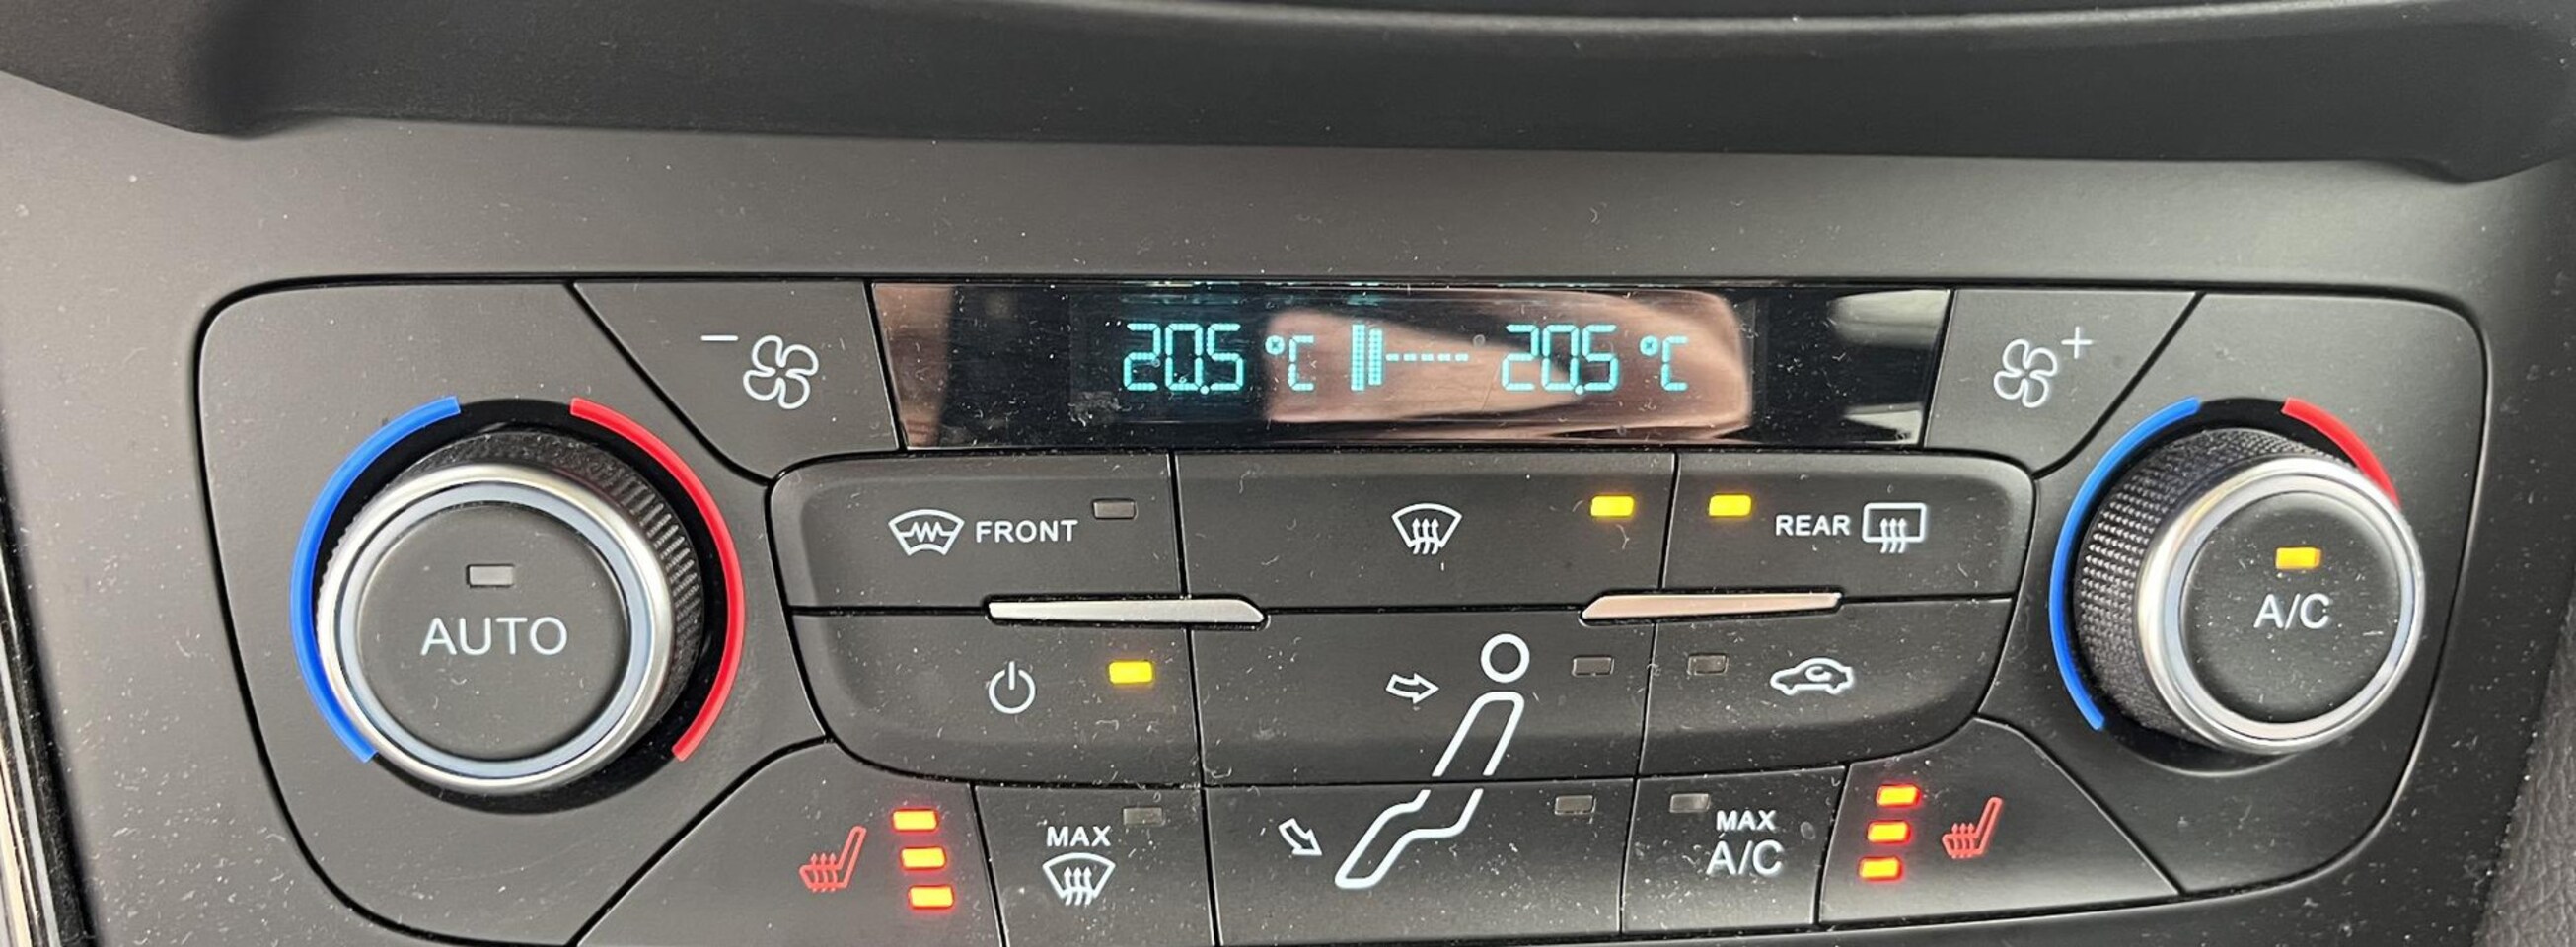 20.5 °C 20.5 °C
FRONT
REAR
AUTO
A/C
MAX
MAX
A/C